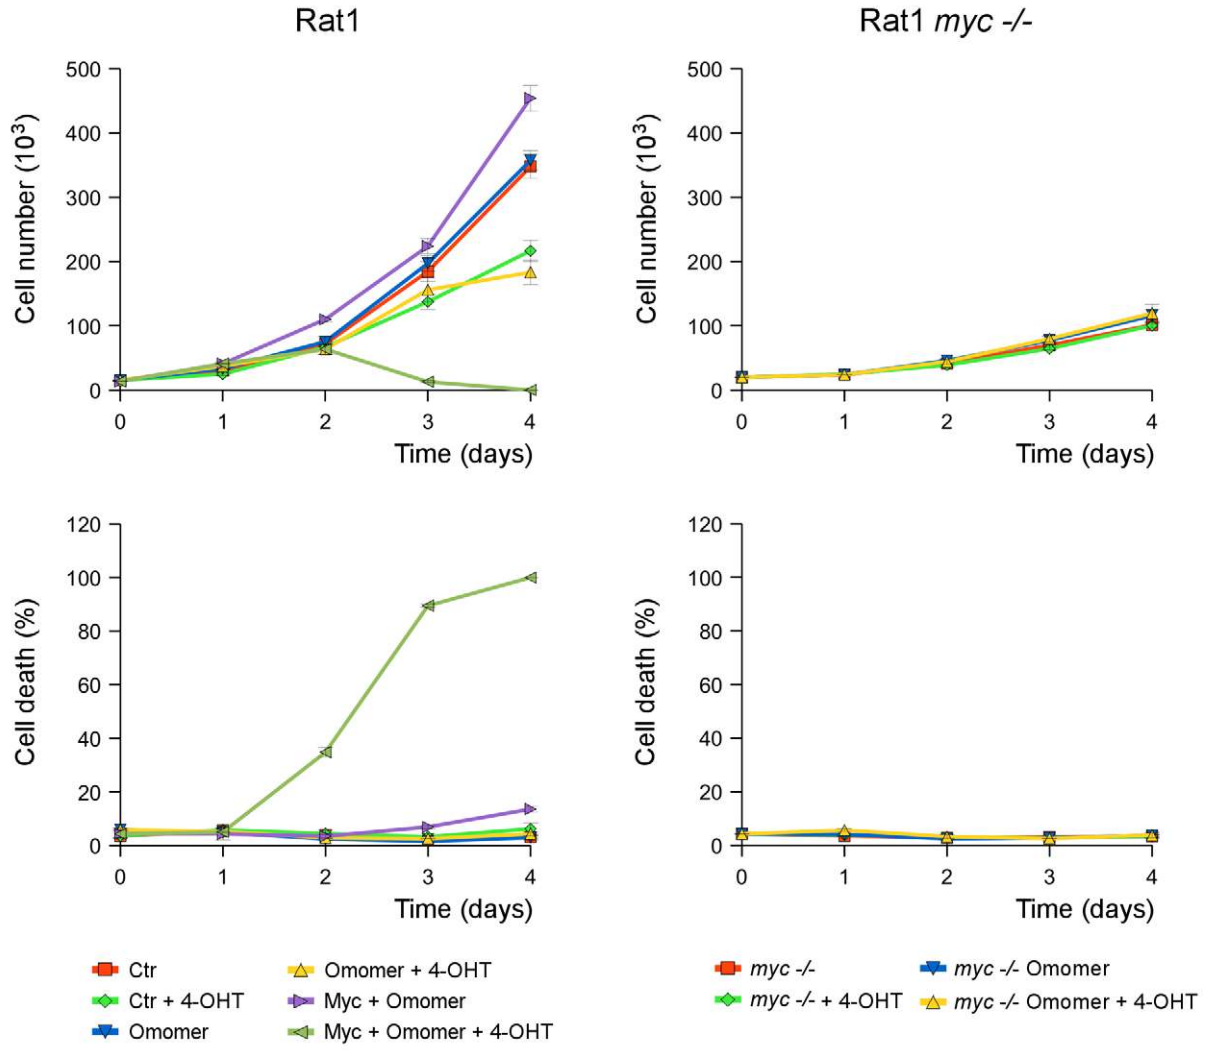 Rat1
Rat1 myc -/-
500
400
300
200
100
0
Cell number (10³)
0 1 2 3 4
Time (days)
500
400
300
200
100
0
Cell number (10³)
0 1 2 3 4
Time (days)
120
100
80
60
40
20
0
Cell death (%)
0 1 2 3 4
Time (days)
120
100
80
60
40
20
0
Cell death (%)
0 1 2 3 4
Time (days)
Ctr
Ctr + 4-OHT
Omomer
Omomer + 4-OHT
Myc + Omomer
Myc + Omomer + 4-OHT
myc -/-
myc -/- + 4-OHT
myc -/- Omomer
myc -/- Omomer + 4-OHT